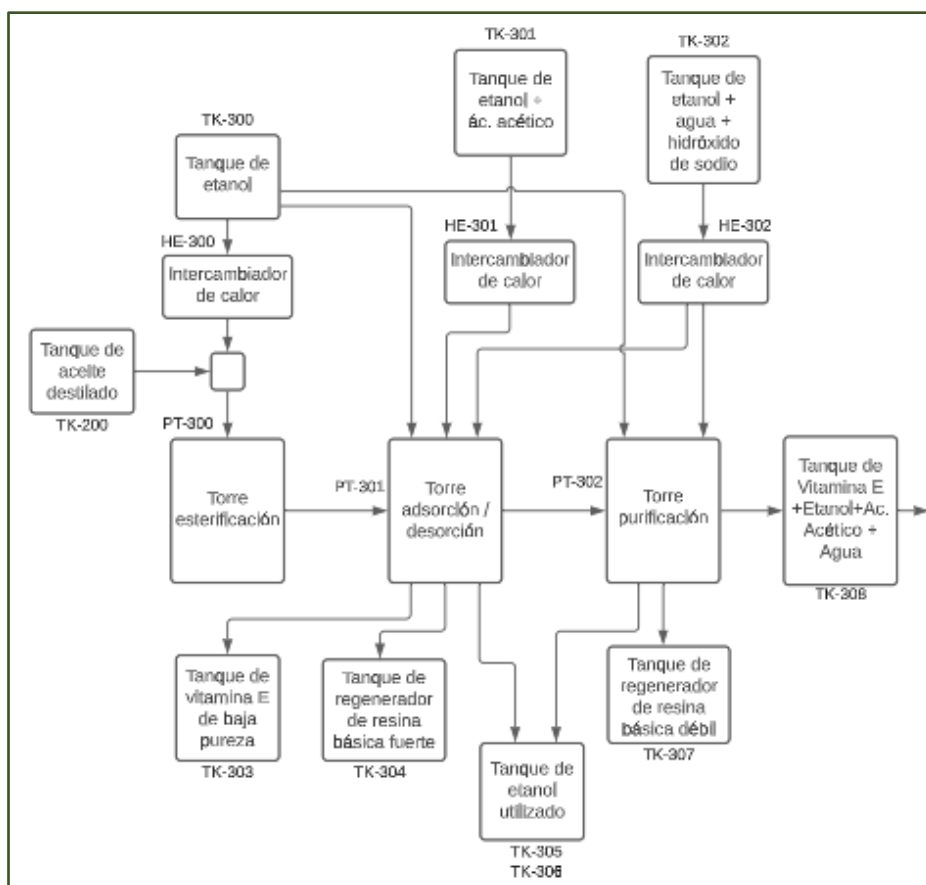 TK-301
Tanque de
etanol +
ác. acético
TK-302
Tanque de
etanol +
agua +
hidróxido
de sodio
TK-300
Tanque de
etanol
HE-300
Intercambiador
de calor
HE-301
Intercambiador
de calor
HE-302
Intercambiador
de calor
Tanque de
aceite
destilado
TK-200
PT-300
Torre
esterificación
PT-301
Torre
adsorción /
desorción
PT-302
Torre
purificación
Tanque de
Vitamina E
+Etanol+Ac.
Acético +
Agua
TK-308
Tanque de
vitamina E
de baja
pureza
TK-303
Tanque de
regenerador
de resina
básica fuerte
TK-304
Tanque de
etanol
utilizado
TK-305
TK-306
Tanque de
regenerador
de resina
básica débil
TK-307